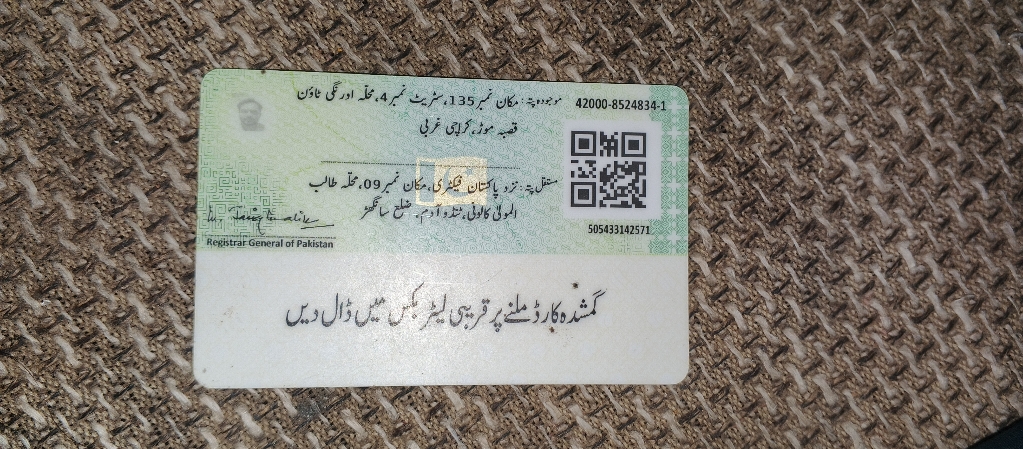 42000-8524834-1
موجودہ پتہ: مکان نمبر 135، سٹریٹ نمبر 4، محلہ اورنگی ٹاؤن
قصبہ موڑ، کراچی غربی
مستقل پتہ: نزد پاکستان فیکٹری، مکان نمبر 09، محلہ طالب
المولیٰ کالونی، ٹنڈو آدم، ضلع سانگھڑ
505433142571
Registrar General of Pakistan
گمشدہ کارڈ ملنے پر قریبی لیٹر بکس میں ڈال دیں